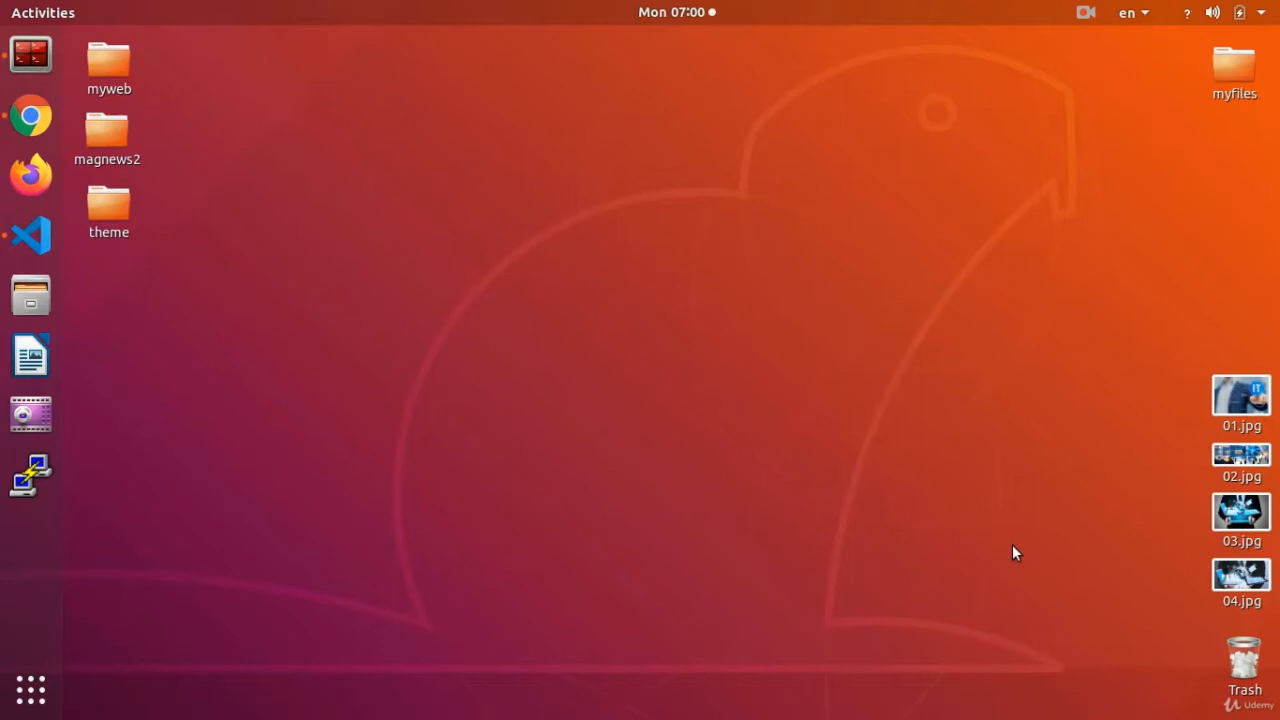 Activities
Mon 07:00
en
?
myweb
magnews2
theme
myfiles
IT
01.jpg
02.jpg
03.jpg
04.jpg
Trash
Udemy